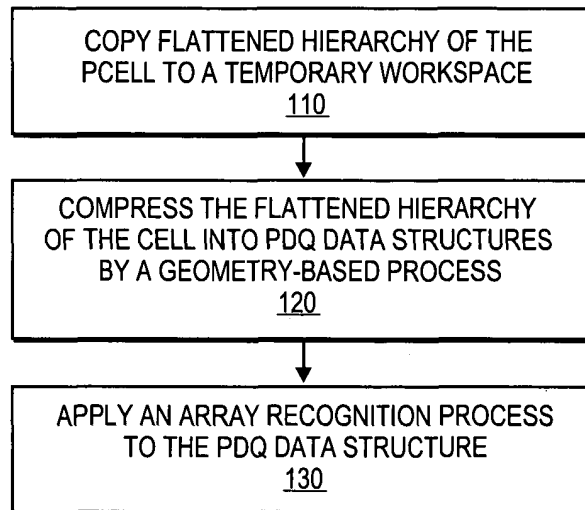 COPY FLATTENED HIERARCHY OF THE
PCELL TO A TEMPORARY WORKSPACE
110
COMPRESS THE FLATTENED HIERARCHY
OF THE CELL INTO PDQ DATA STRUCTURES
BY A GEOMETRY-BASED PROCESS
120
APPLY AN ARRAY RECOGNITION PROCESS
TO THE PDQ DATA STRUCTURE
130